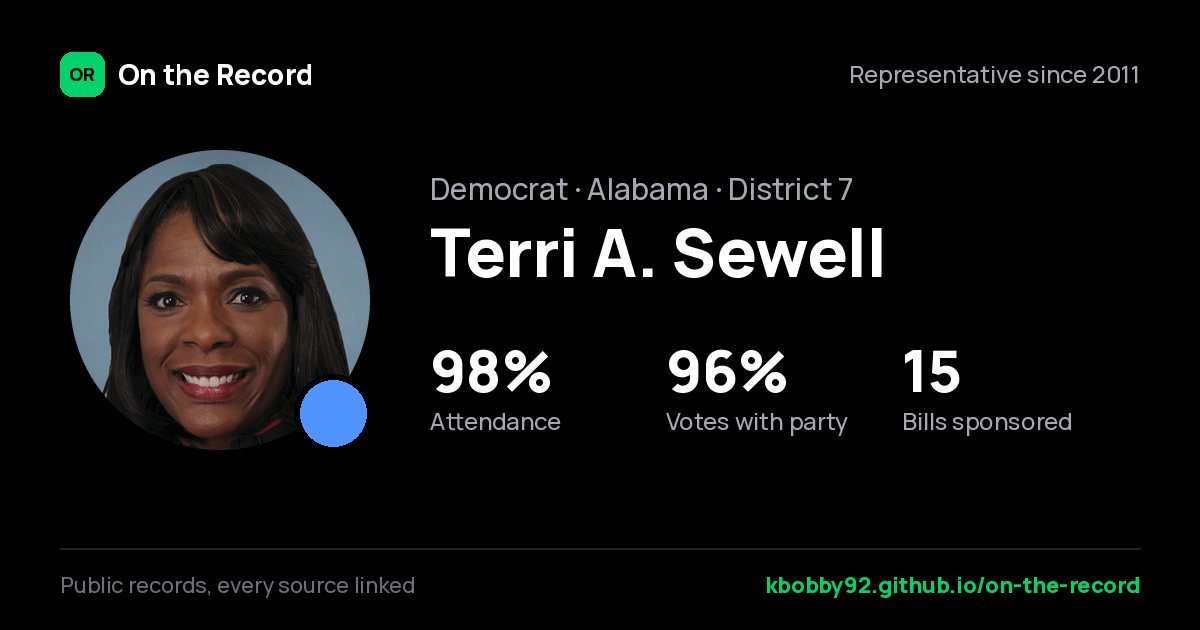 OR On the Record
Representative since 2011
Democrat · Alabama · District 7
Terri A. Sewell
98% 96% 15
Attendance Votes with party Bills sponsored
Public records, every source linked
kbobby92.github.io/on-the-record